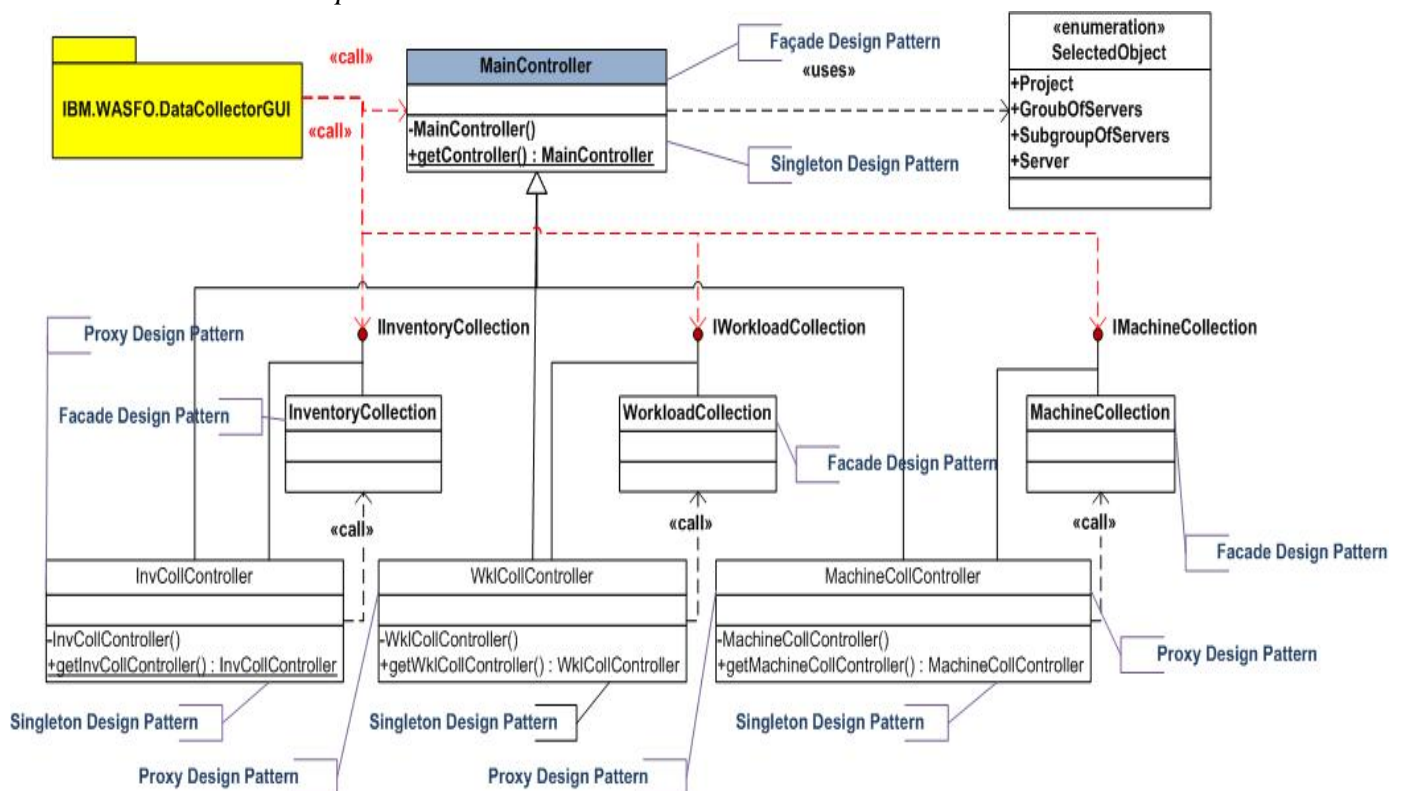 «call»
Façade Design Pattern
«enumeration»
SelectedObject
MainController
«uses»
+Project
+GroubOfServers
+SubgroupOfServers
+Server
IBM.WASFO.DataCollectorGUI
«call»
-MainController()
+getController() : MainController
Singleton Design Pattern
Proxy Design Pattern
IInventoryCollection
IWorkloadCollection
IMachineCollection
Facade Design Pattern
InventoryCollection
WorkloadCollection
MachineCollection
Facade Design Pattern
«call»
«call»
«call»
Facade Design Pattern
InvCollController
WklCollController
MachineCollController
-InvCollController()
+getInvCollController() : InvCollController
-WklCollController()
+getWklCollController() : WklCollController
-MachineCollController()
+getMachineCollController() : MachineCollController
Proxy Design Pattern
Singleton Design Pattern
Singleton Design Pattern
Singleton Design Pattern
Proxy Design Pattern
Proxy Design Pattern